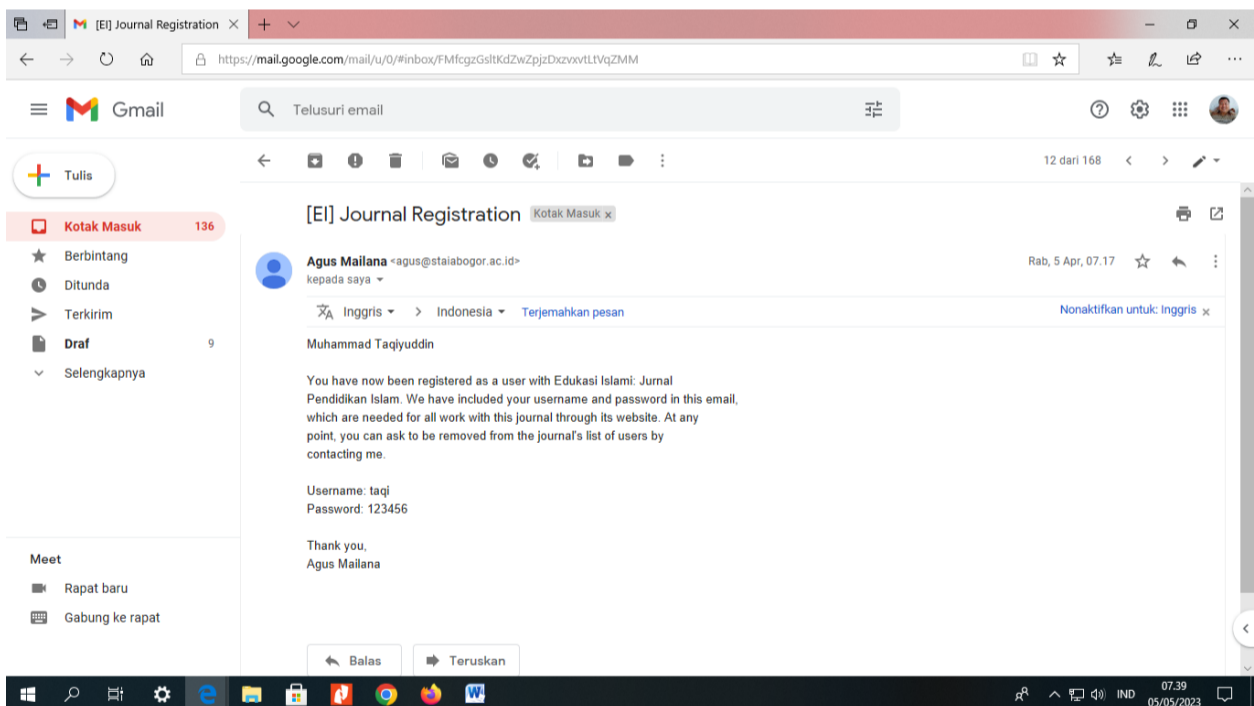 [EI] Journal Registration
https://mail.google.com/mail/u/0/#inbox/FMfcgzGsltKdZwZpjzDxzvxvtLtVqZMM
Gmail
Telusuri email
Tulis
12 dari 168
Kotak Masuk 136
Berbintang
Ditunda
Terkirim
Draf 9
Selengkapnya
[EI] Journal Registration Kotak Masuk x
Agus Mailana <agus@staiabogor.ac.id>
Rab, 5 Apr, 07.17
kepada saya
Inggris > Indonesia Terjemahkan pesan
Nonaktifkan untuk: Inggris x
Muhammad Taqiyuddin
You have now been registered as a user with Edukasi Islami: Jurnal
Pendidikan Islam. We have included your username and password in this email,
which are needed for all work with this journal through its website. At any
point, you can ask to be removed from the journal's list of users by
contacting me.
Username: taqi
Password: 123456
Thank you,
Agus Mailana
Meet
Rapat baru
Gabung ke rapat
Balas
Teruskan
IND
07.39
05/05/2023